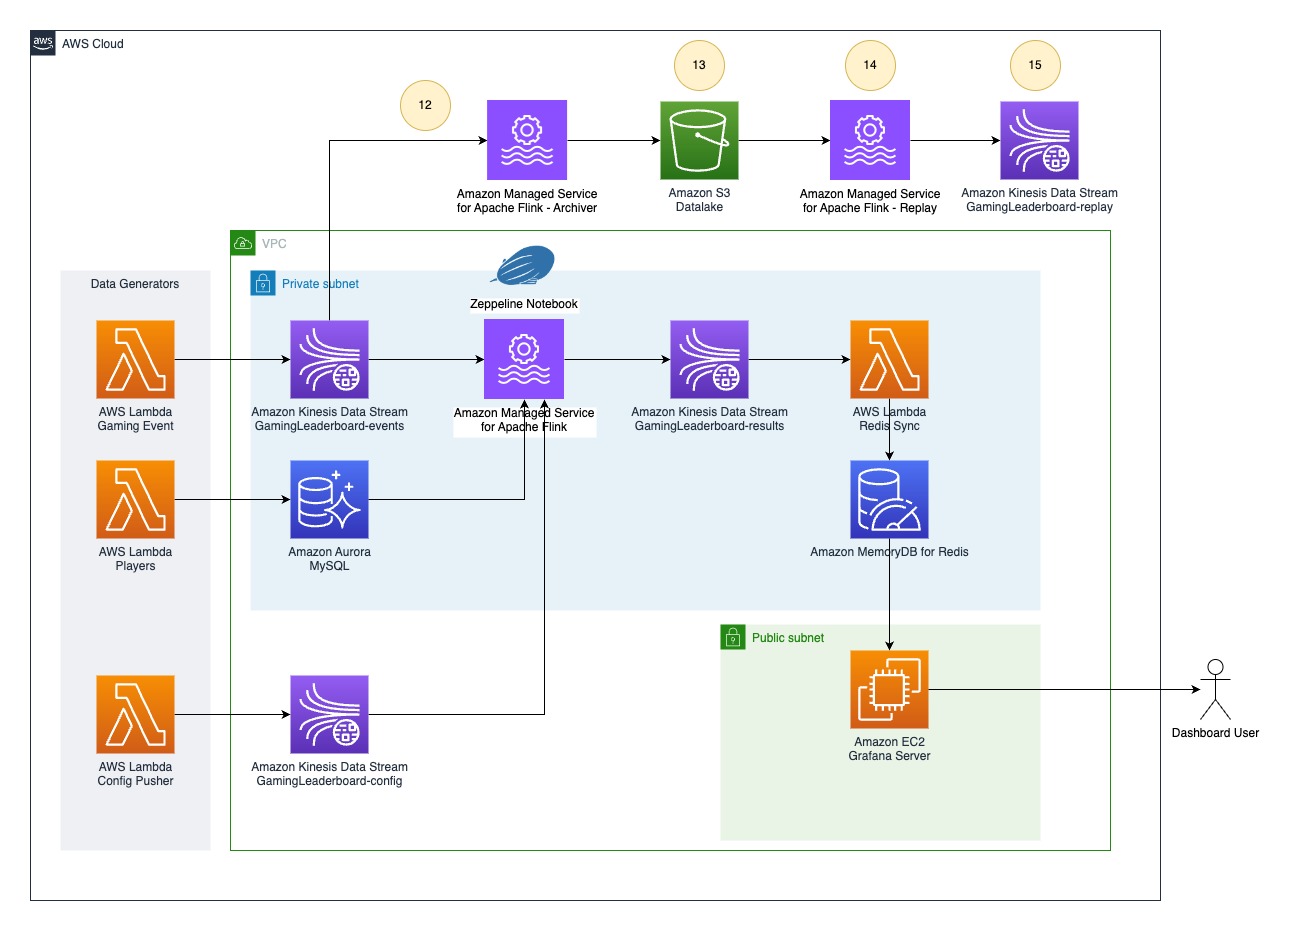 aws
AWS Cloud
12
13
14
15
Amazon Managed Service
for Apache Flink - Archiver
Amazon S3
Datalake
Amazon Managed Service
for Apache Flink - Replay
Amazon Kinesis Data Stream
GamingLeaderboard-replay
VPC
Data Generators
Private subnet
Zeppeline Notebook
AWS Lambda
Gaming Event
Amazon Kinesis Data Stream
GamingLeaderboard-events
Amazon Managed Service
for Apache Flink
Amazon Kinesis Data Stream
GamingLeaderboard-results
AWS Lambda
Redis Sync
AWS Lambda
Players
Amazon Aurora
MySQL
Amazon MemoryDB for Redis
Public subnet
AWS Lambda
Config Pusher
Amazon Kinesis Data Stream
GamingLeaderboard-config
Amazon EC2
Grafana Server
Dashboard User